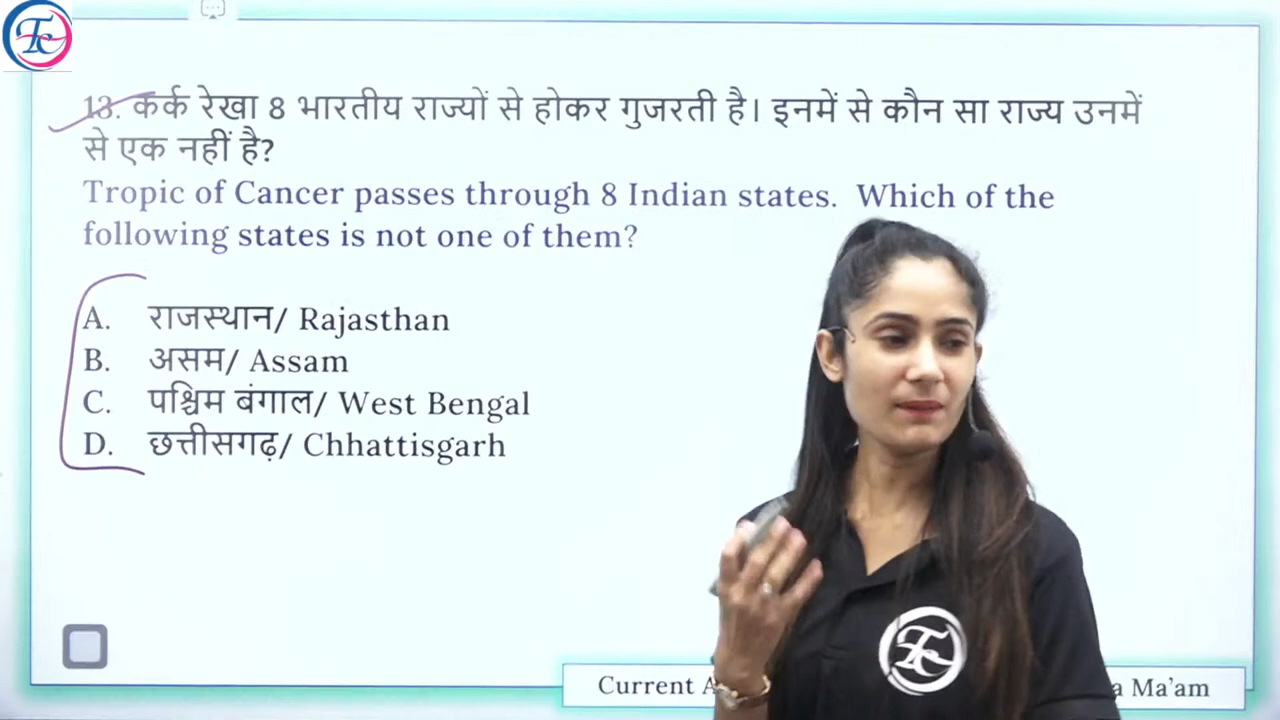 13. कर्क रेखा 8 भारतीय राज्यों से होकर गुजरती है। इनमें से कौन सा राज्य उनमें
से एक नहीं है?
Tropic of Cancer passes through 8 Indian states. Which of the
following states is not one of them?
A. राजस्थान/ Rajasthan
B. असम/ Assam
C. पश्चिम बंगाल/ West Bengal
D. छत्तीसगढ़/ Chhattisgarh
Current
Ma'am